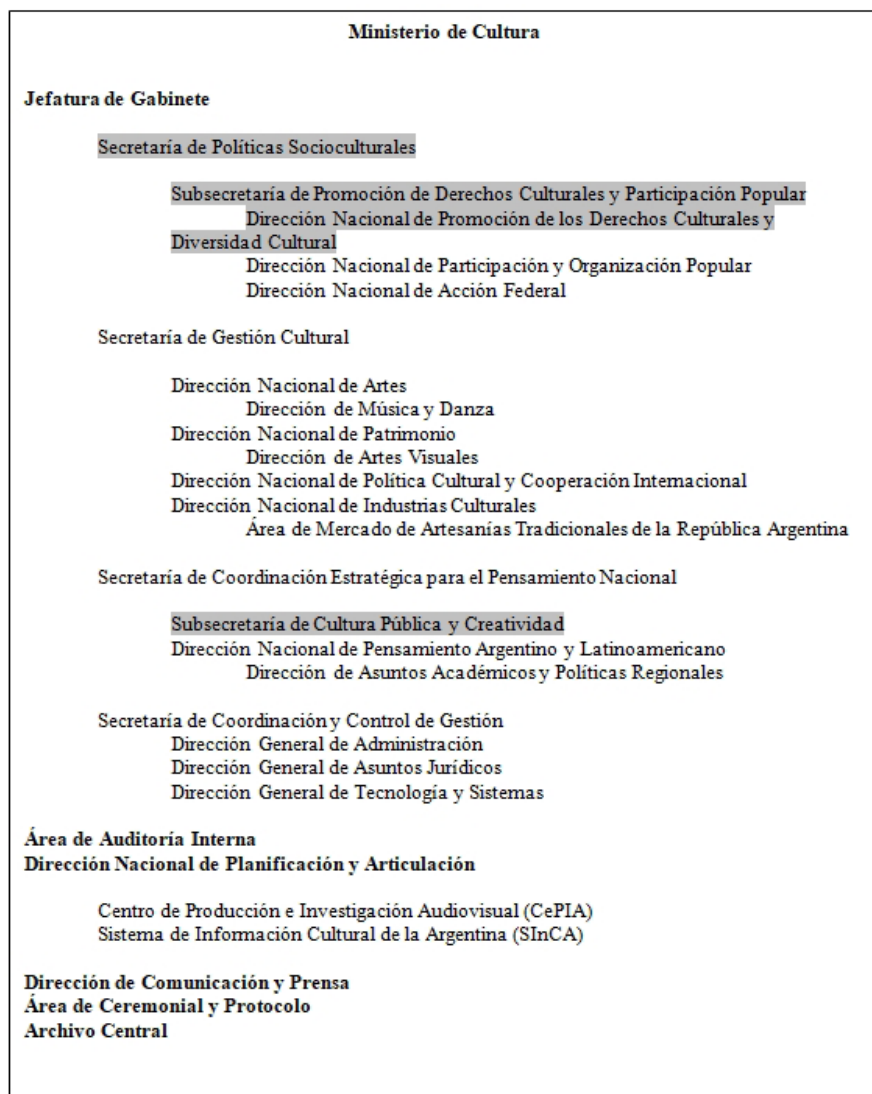 Ministerio de Cultura
Jefatura de Gabinete
Secretaría de Políticas Socioculturales
Subsecretaría de Promoción de Derechos Culturales y Participación Popular
Dirección Nacional de Promoción de los Derechos Culturales y
Diversidad Cultural
Dirección Nacional de Participación y Organización Popular
Dirección Nacional de Acción Federal
Secretaría de Gestión Cultural
Dirección Nacional de Artes
Dirección de Música y Danza
Dirección Nacional de Patrimonio
Dirección de Artes Visuales
Dirección Nacional de Política Cultural y Cooperación Internacional
Dirección Nacional de Industrias Culturales
Área de Mercado de Artesanías Tradicionales de la República Argentina
Secretaría de Coordinación Estratégica para el Pensamiento Nacional
Subsecretaría de Cultura Pública y Creatividad
Dirección Nacional de Pensamiento Argentino y Latinoamericano
Dirección de Asuntos Académicos y Políticas Regionales
Secretaría de Coordinación y Control de Gestión
Dirección General de Administración
Dirección General de Asuntos Jurídicos
Dirección General de Tecnología y Sistemas
Área de Auditoría Interna
Dirección Nacional de Planificación y Articulación
Centro de Producción e Investigación Audiovisual (CePIA)
Sistema de Información Cultural de la Argentina (SInCA)
Dirección de Comunicación y Prensa
Área de Ceremonial y Protocolo
Archivo Central